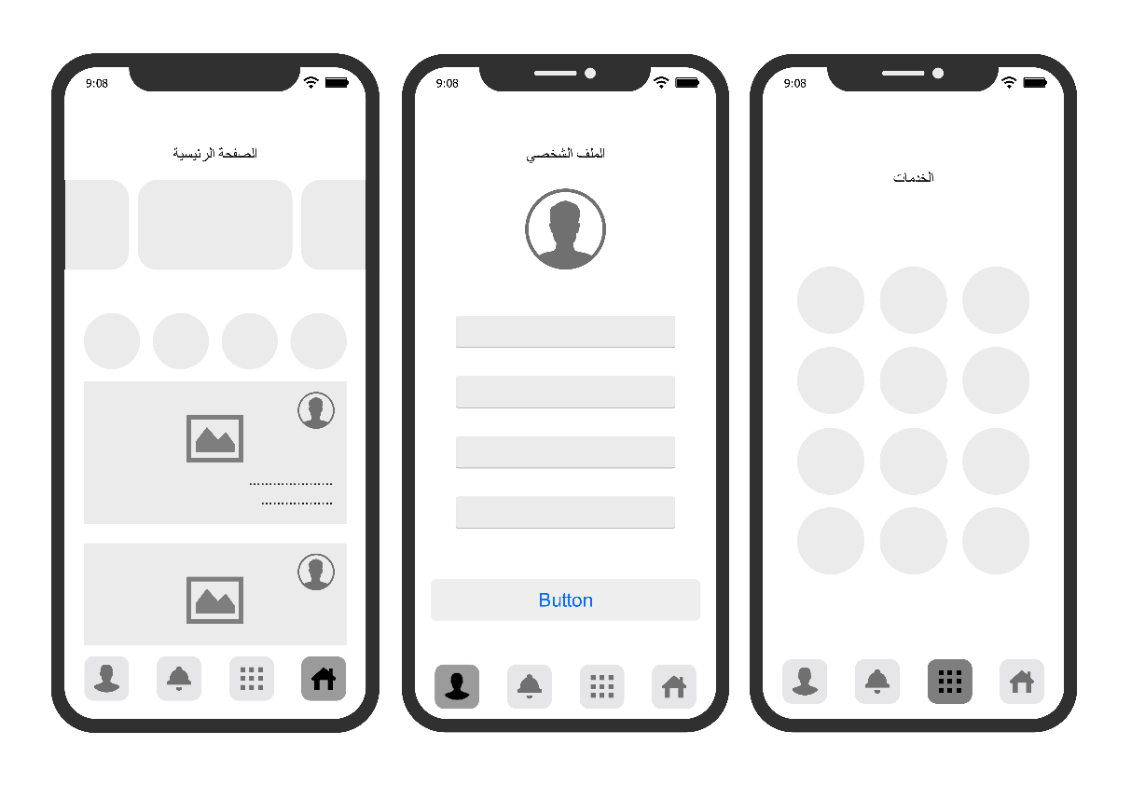 9:08
الصفحة الرئيسية
....................
.................
9:08
الملف الشخصي
Button
9:08
الخدمات